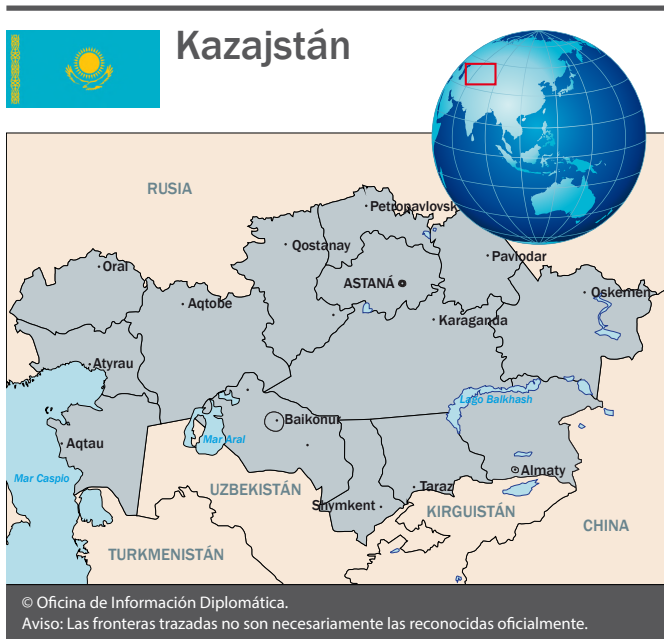 Kazajstán
RUSIA
Petropavlovsk
Qostanay
Pavlodar
Oral
ASTANÁ
Oskemen
Aqtobe
Karaganda
Atyrau
Lago Balkhash
Baikonur
Mar Aral
Aqtau
Almaty
Mar Caspio
UZBEKISTÁN
Taraz
Shymkent
KIRGUISTÁN
CHINA
TURKMENISTÁN
© Oficina de Información Diplomática.
Aviso: Las fronteras trazadas no son necesariamente las reconocidas oficialmente.